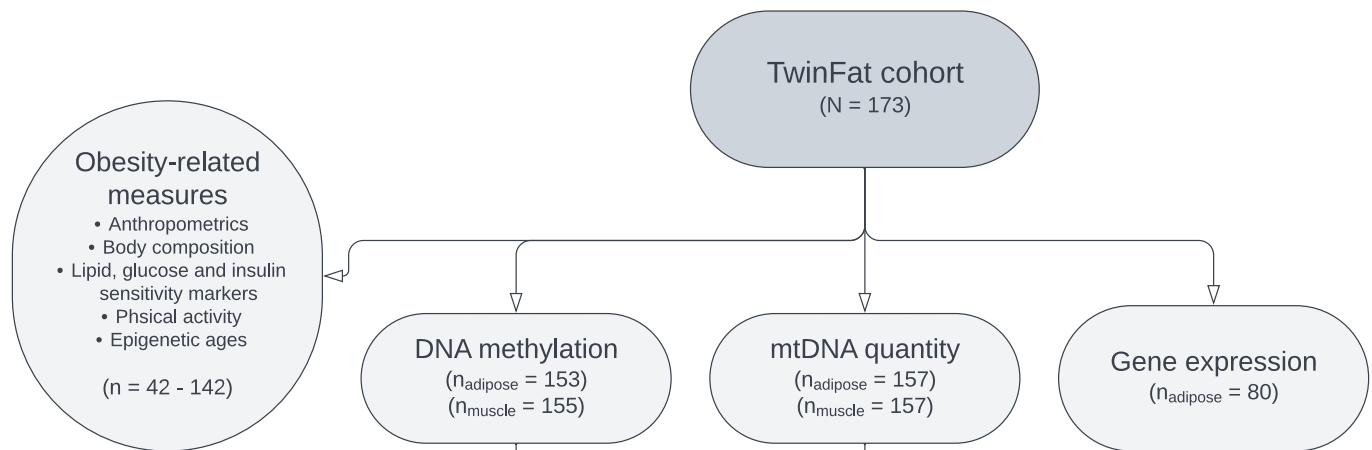 TwinFat cohort
(N = 173)
Obesity-related
measures
• Anthropometrics
• Body composition
• Lipid, glucose and insulin
sensitivity markers
• Phsical activity
• Epigenetic ages
(n = 42 - 142)
DNA methylation
(nadipose = 153)
(nmuscle = 155)
mtDNA quantity
(nadipose = 157)
(nmuscle = 157)
Gene expression
(nadipose = 80)